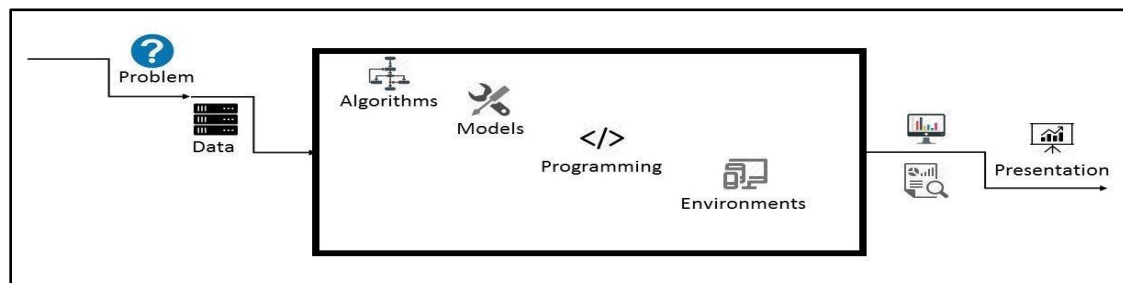 Problem
Data
Algorithms
Models
</>
Programming
Environments
Presentation